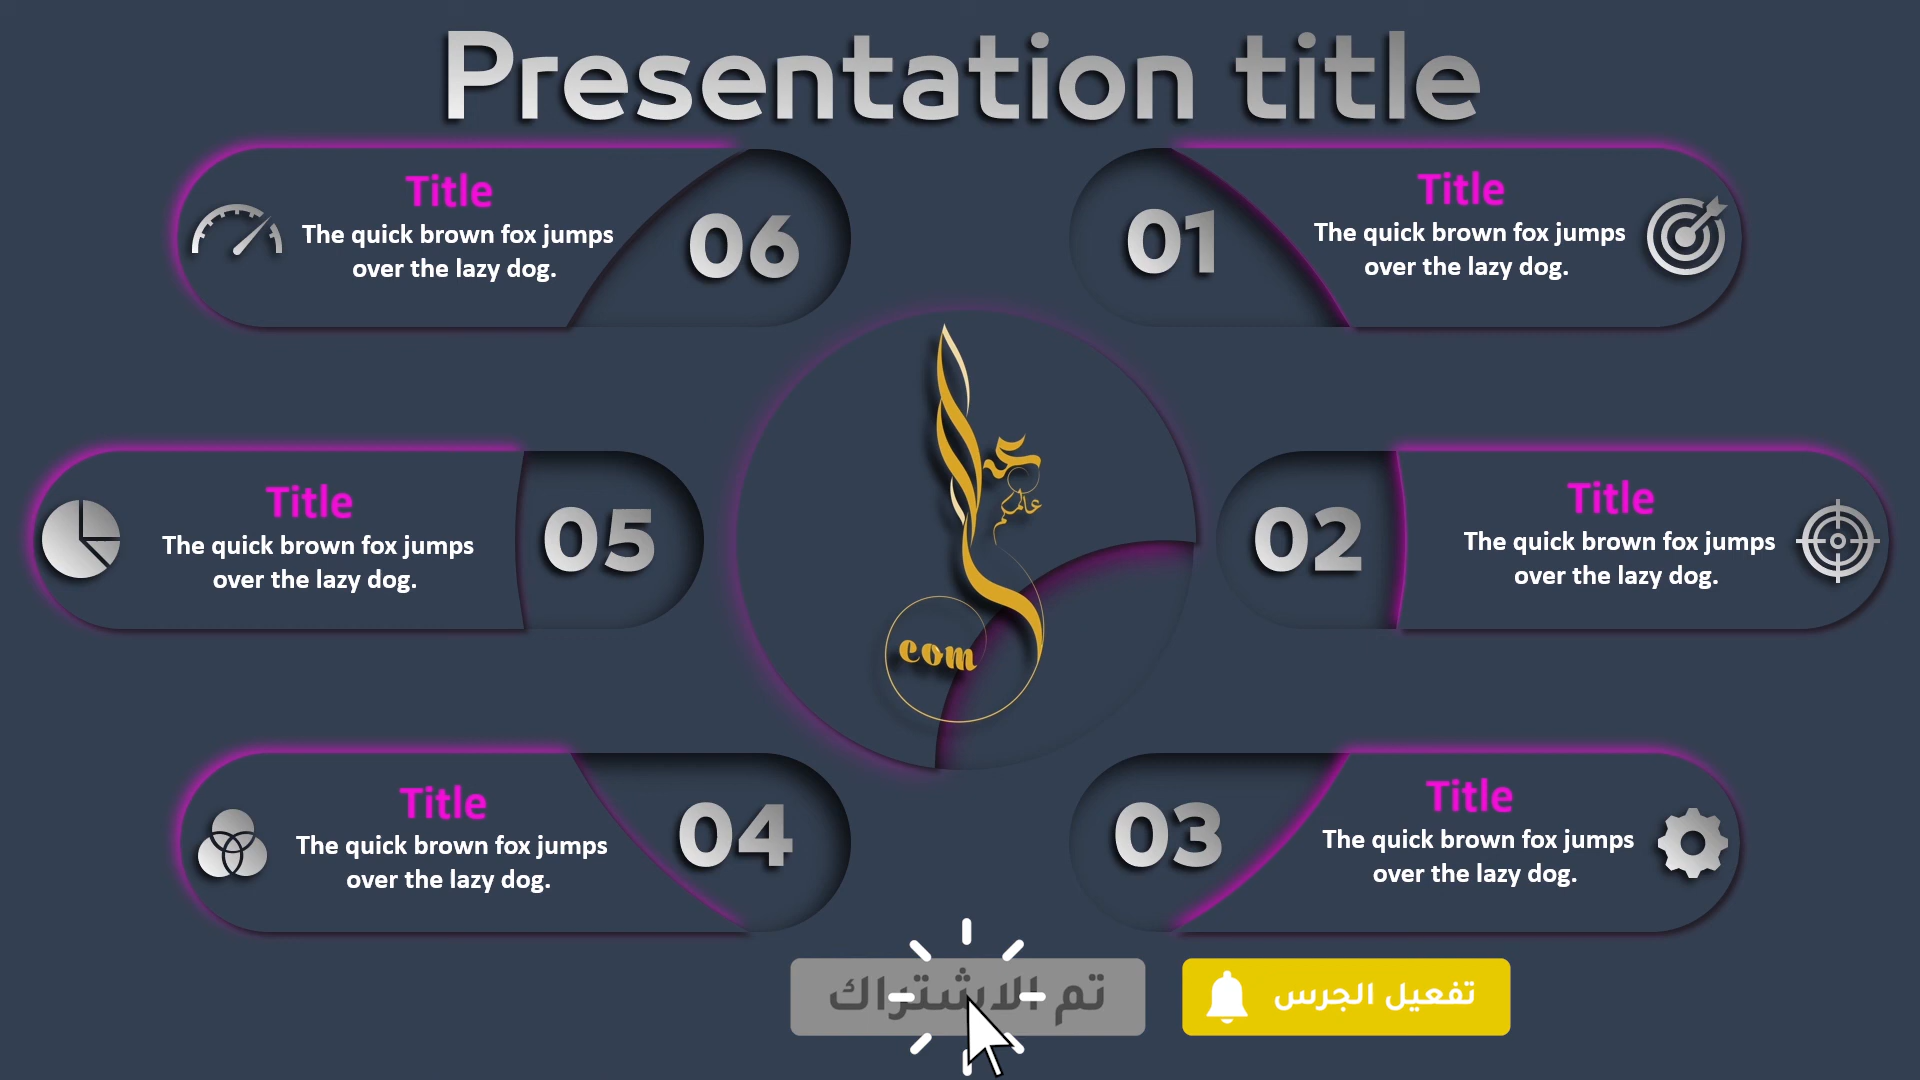 Presentation title
01
Title
The quick brown fox jumps
over the lazy dog.
02
Title
The quick brown fox jumps
over the lazy dog.
03
Title
The quick brown fox jumps
over the lazy dog.
04
Title
The quick brown fox jumps
over the lazy dog.
05
Title
The quick brown fox jumps
over the lazy dog.
06
Title
The quick brown fox jumps
over the lazy dog.
عالمكم
com
تم الاشتراك
تفعيل الجرس